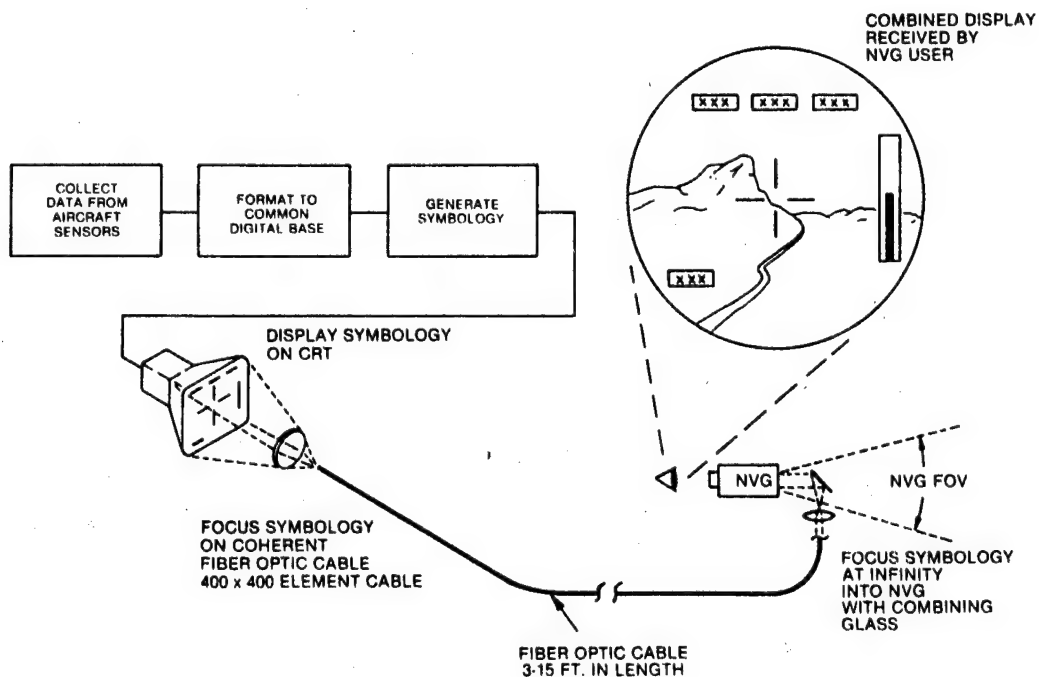 COMBINED DISPLAY
RECEIVED BY
NVG USER
XXX XXX XXX
COLLECT
DATA FROM
AIRCRAFT
SENSORS
FORMAT TO
COMMON
DIGITAL BASE
GENERATE
SYMBOLOGY
XXX
DISPLAY SYMBOLOGY
ON CRT
NVG
NVG FOV
FOCUS SYMBOLOGY
ON COHERENT
FIBER OPTIC CABLE
400 x 400 ELEMENT CABLE
FOCUS SYMBOLOGY
AT INFINITY
INTO NVG
WITH COMBINING
GLASS
FIBER OPTIC CABLE
3-15 FT. IN LENGTH